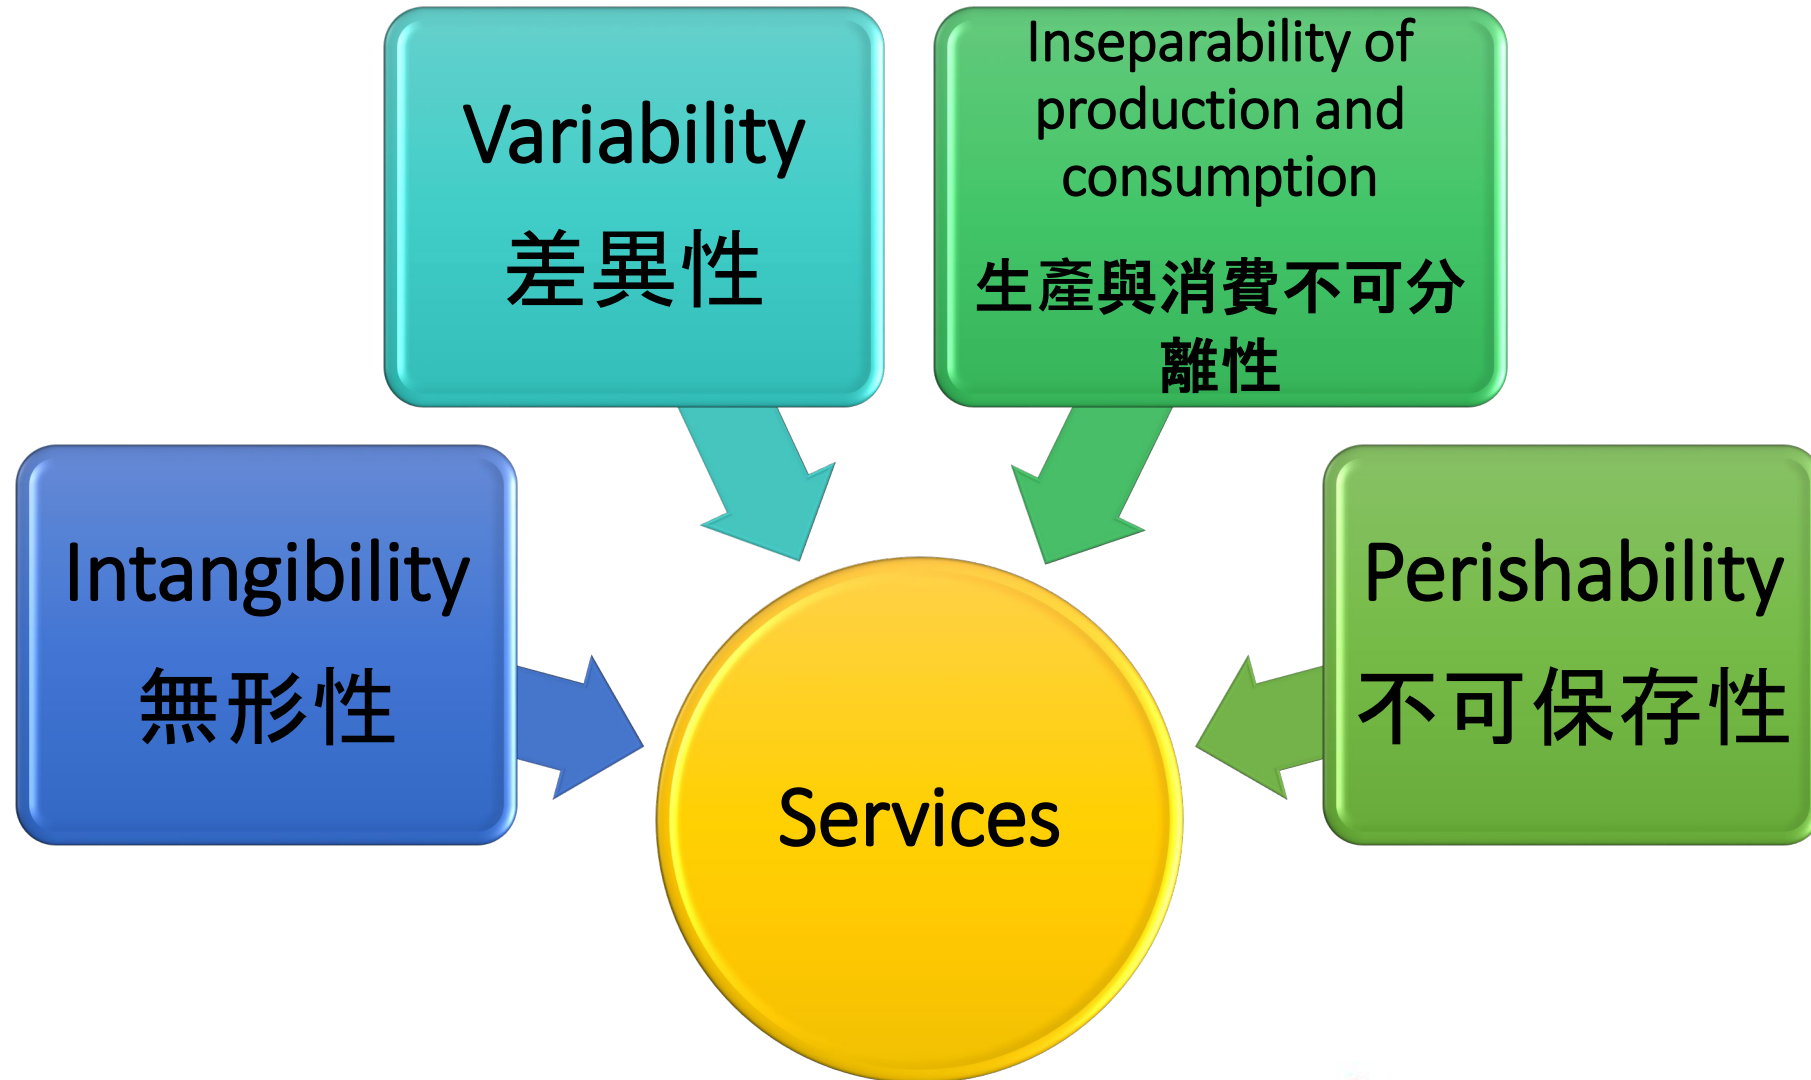 Variability
差異性
Inseparability of
production and
consumption
生產與消費不可分
離性
Intangibility
無形性
Perishability
不可保存性
Services